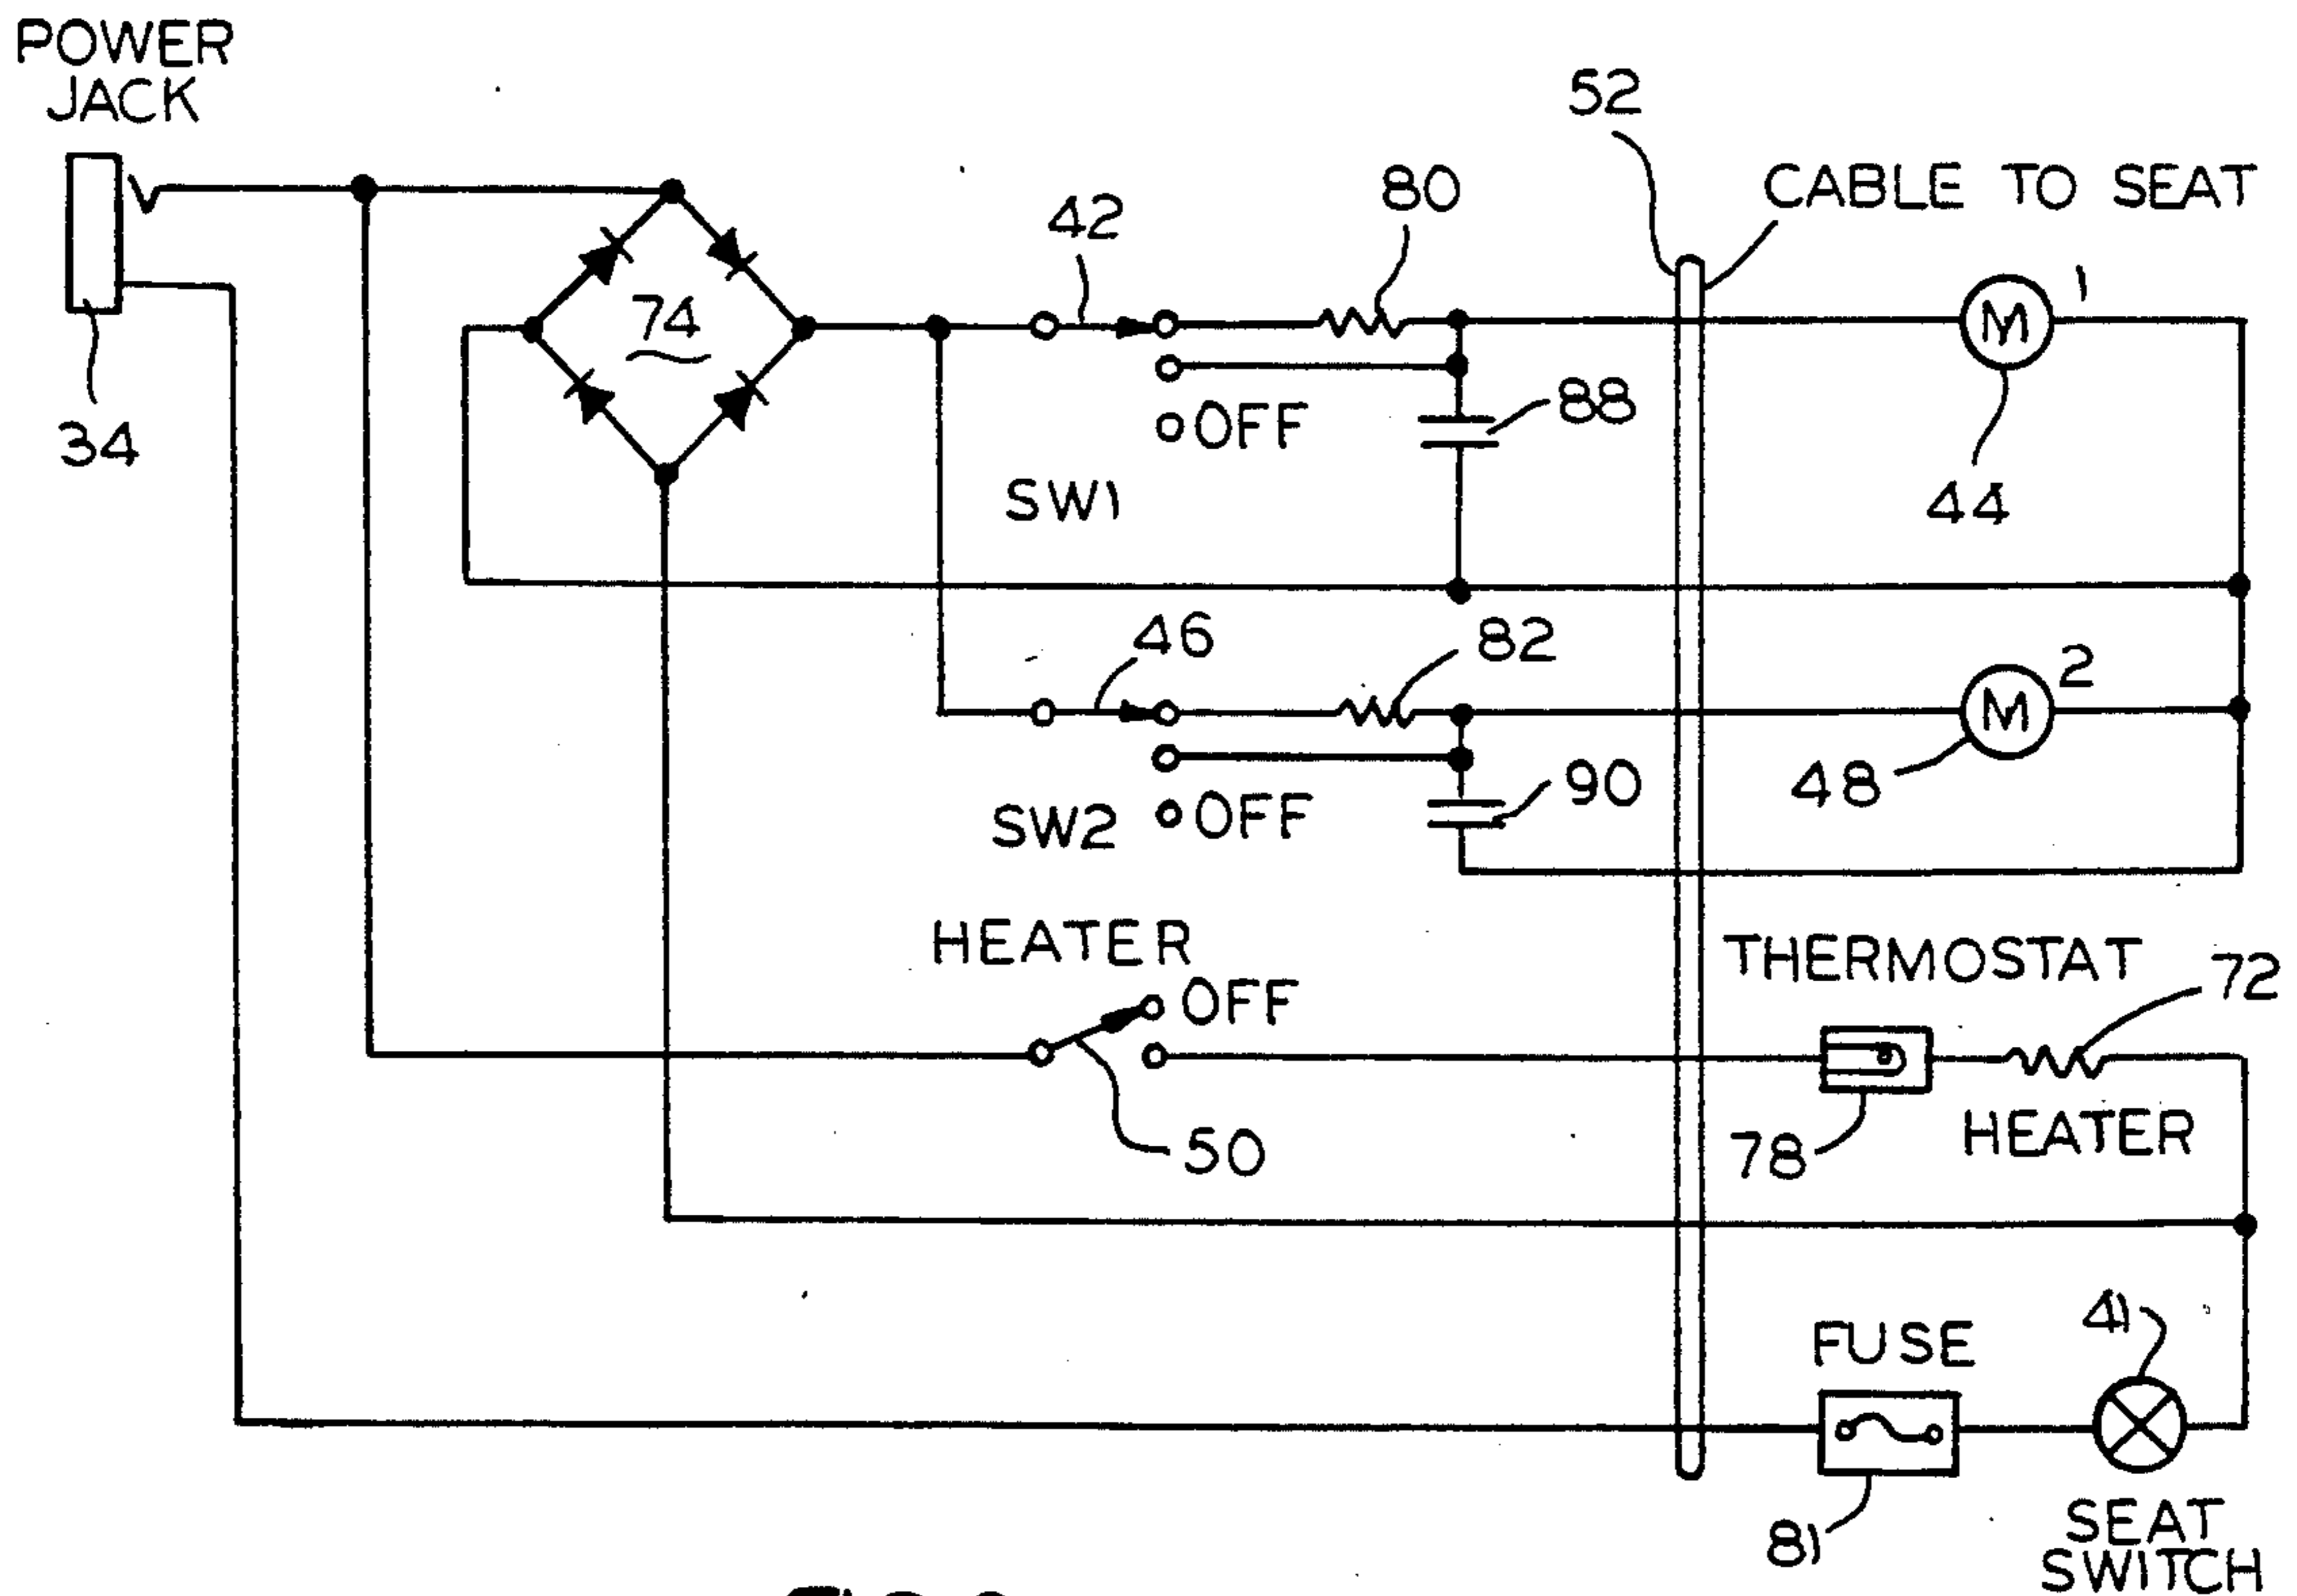 POWER
JACK
52
CABLE TO SEAT
80
42
1
74
34
88
OFF
SW1
44
46
82
2
90
48
SW2
OFF
HEATER
THERMOSTAT
72
OFF
50
78
HEATER
41
FUSE
81
SEAT
SWITCH